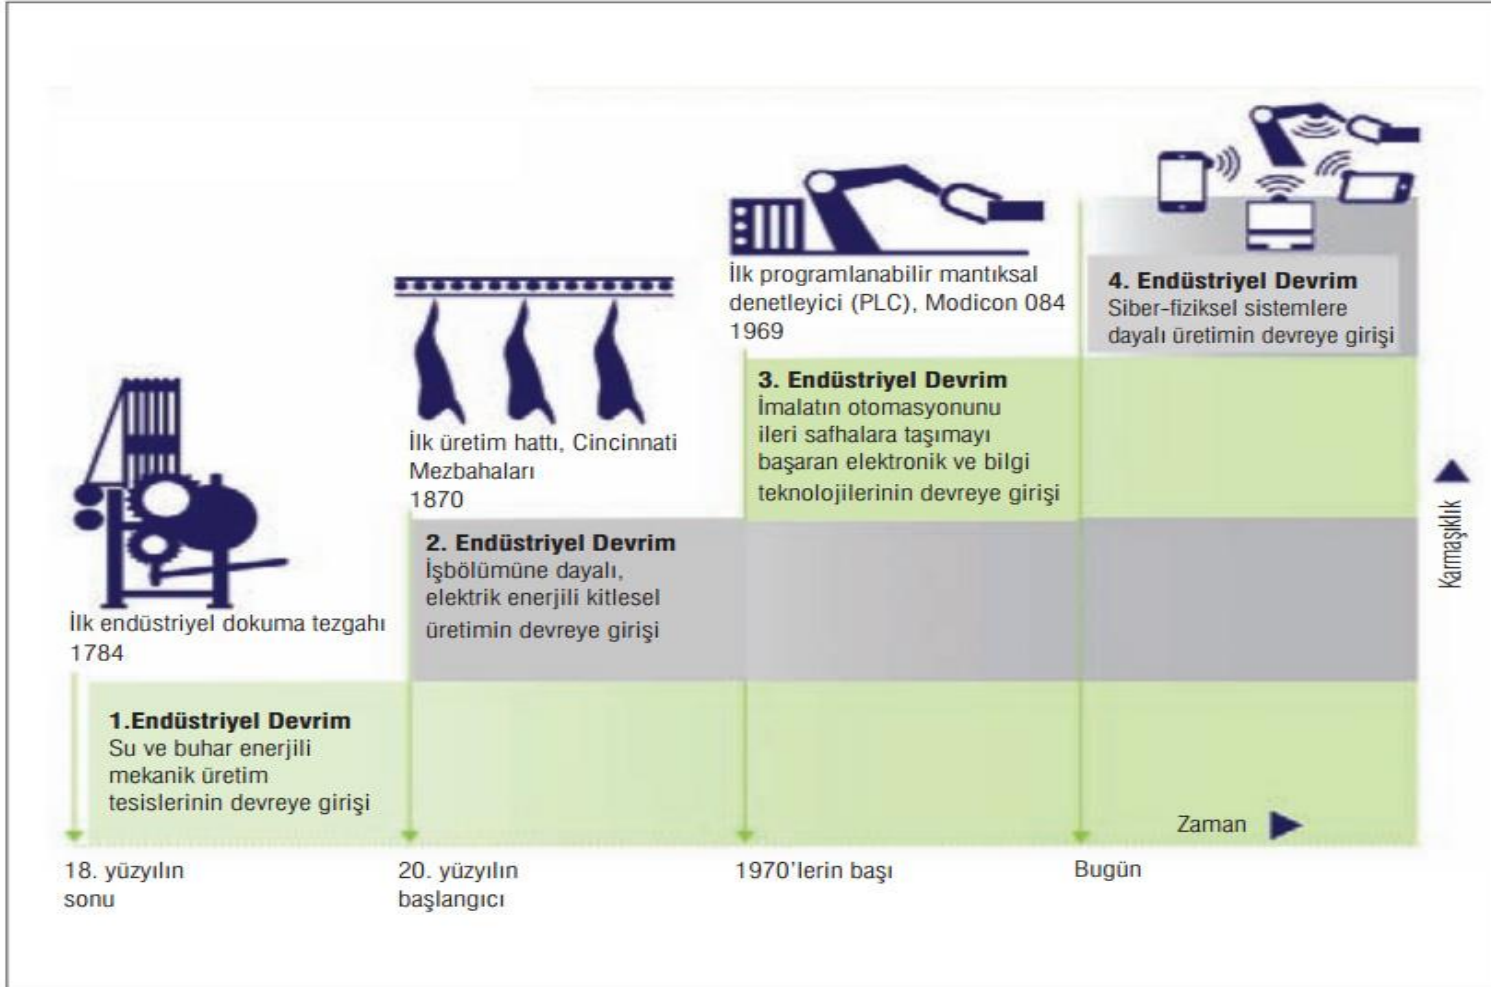 İlk endüstriyel dokuma tezgahı
1784
1.Endüstriyel Devrim
Su ve buhar enerjili
mekanik üretim
tesislerinin devreye girişi
İlk üretim hattı, Cincinnati
Mezbahaları
1870
2. Endüstriyel Devrim
İşbölümüne dayalı,
elektrik enerjili kitlesel
üretimin devreye girişi
İlk programlanabilir mantıksal
denetleyici (PLC), Modicon 084
1969
3. Endüstriyel Devrim
İmalatın otomasyonunu
ileri safhalara taşımayı
başaran elektronik ve bilgi
teknolojilerinin devreye girişi
4. Endüstriyel Devrim
Siber-fiziksel sistemlere
dayalı üretimin devreye girişi
Karmaşıklık
Zaman
18. yüzyılın
sonu
20. yüzyılın
başlangıcı
1970'lerin başı
Bugün